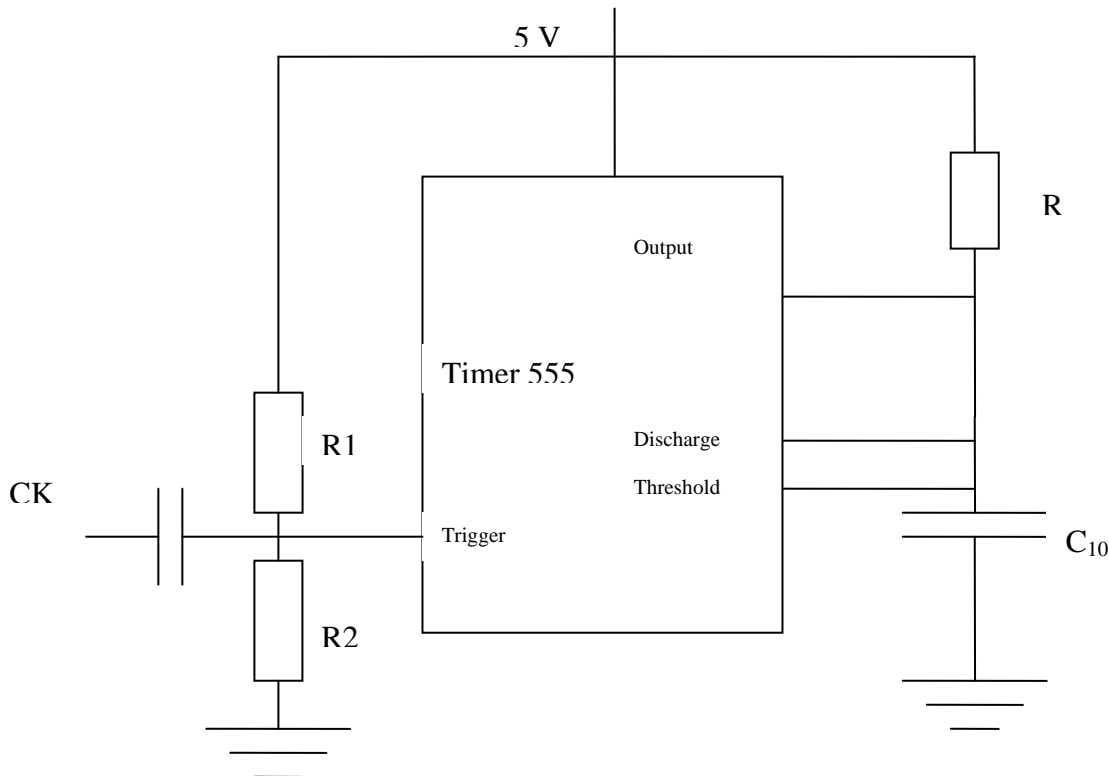 5 V
R
Output
Timer 555
R1
Discharge
CK
Threshold
Trigger
C₁₀
R2